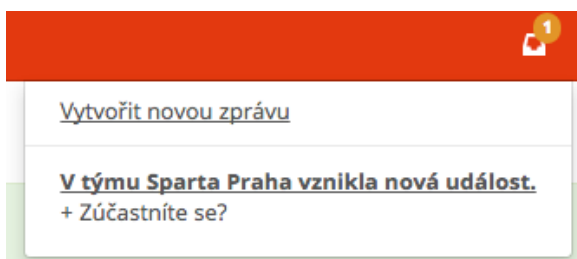 1
Vytvořit novou zprávu
V týmu Sparta Praha vznikla nová událost.
+ Zúčastníte se?